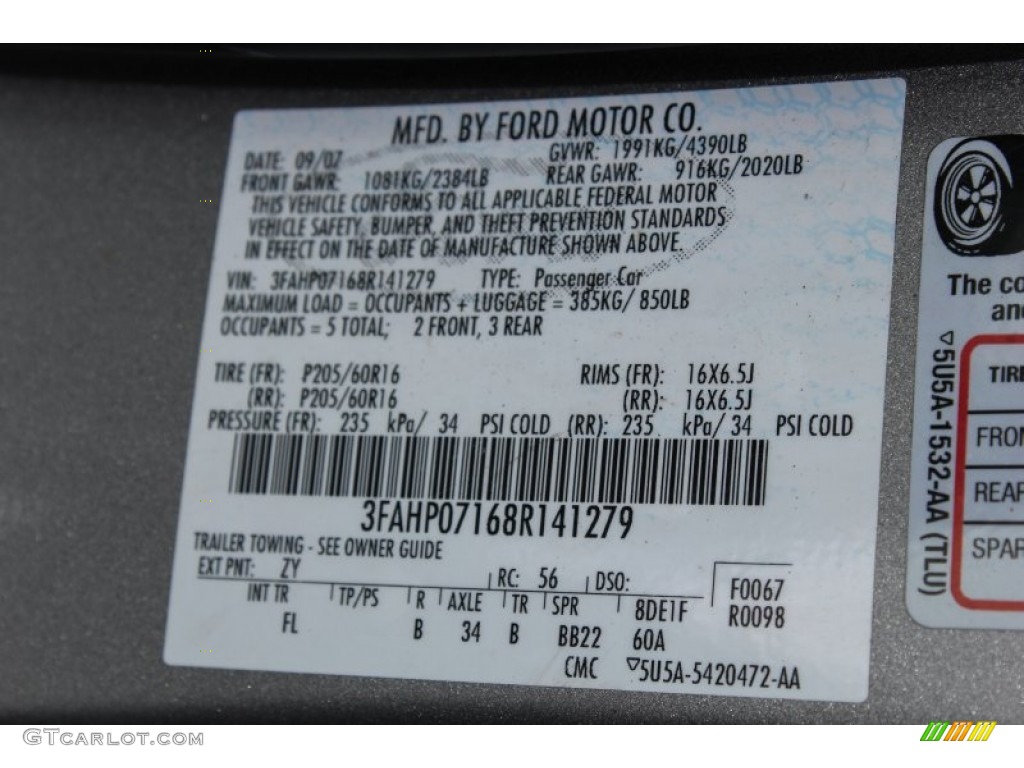 MFD. BY FORD MOTOR CO.
DATE: 09/07 GVWR: 1991KG/4390LB
FRONT GAWR: 1081KG/2384LB REAR GAWR: 916KG/2020LB
THIS VEHICLE CONFORMS TO ALL APPLICABLE FEDERAL MOTOR
VEHICLE SAFETY, BUMPER, AND THEFT PREVENTION STANDARDS
IN EFFECT ON THE DATE OF MANUFACTURE SHOWN ABOVE.
VIN: 3FAHP07168R141279 TYPE: Passenger Car
MAXIMUM LOAD = OCCUPANTS + LUGGAGE = 385KG/ 850LB
OCCUPANTS = 5 TOTAL; 2 FRONT, 3 REAR
TIRE (FR): P205/60R16 RIMS (FR): 16X6.5J
(RR): P205/60R16 (RR): 16X6.5J
PRESSURE (FR): 235 kPa/ 34 PSI COLD (RR): 235 kPa/ 34 PSI COLD
3FAHP07168R141279
TRAILER TOWING - SEE OWNER GUIDE
EXT PNT: ZY RC: 56 DSO: F0067
INT TR TP/PS R AXLE TR SPR 8DE1F R0098
FL B 34 B BB22 60A
CMC ▽5U5A-5420472-AA
The co
an
▽5U5A-1532-AA (TLU)
TIRE
FRON
REAR
SPAR
GTcarlot.com